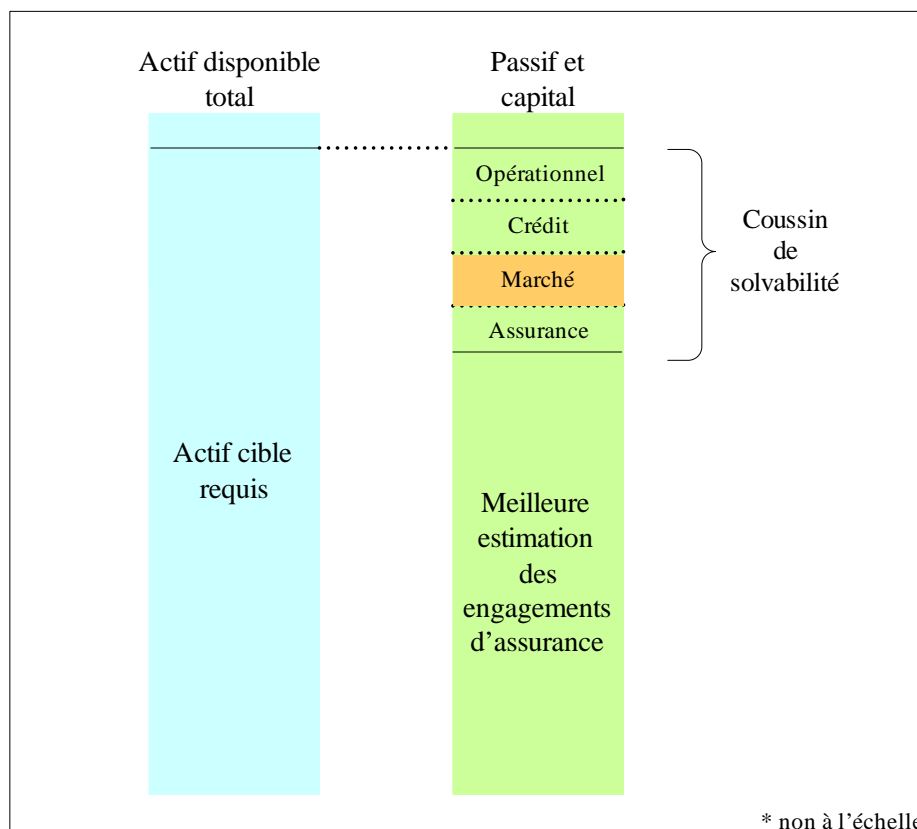 Actif disponible
total
Passif et
capital
Opérationnel
Crédit
Marché
Assurance
Coussin
de
solvabilité
Actif cible
requis
Meilleure
estimation
des
engagements
d’assurance
* non à l’échelle